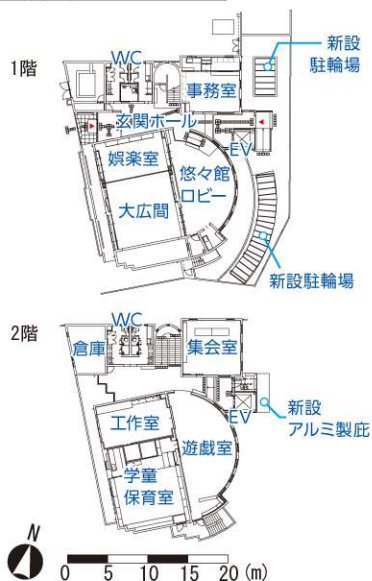 1階
WC
新設
駐輪場
事務室
玄関ホール
EV
娯楽室
悠々館
ロビー
大広間
新設駐輪場
2階
WC
倉庫
集会室
EV
新設
アルミ製庇
工作室
遊戯室
学童
保育室
N
0 5 10 15 20 (m)